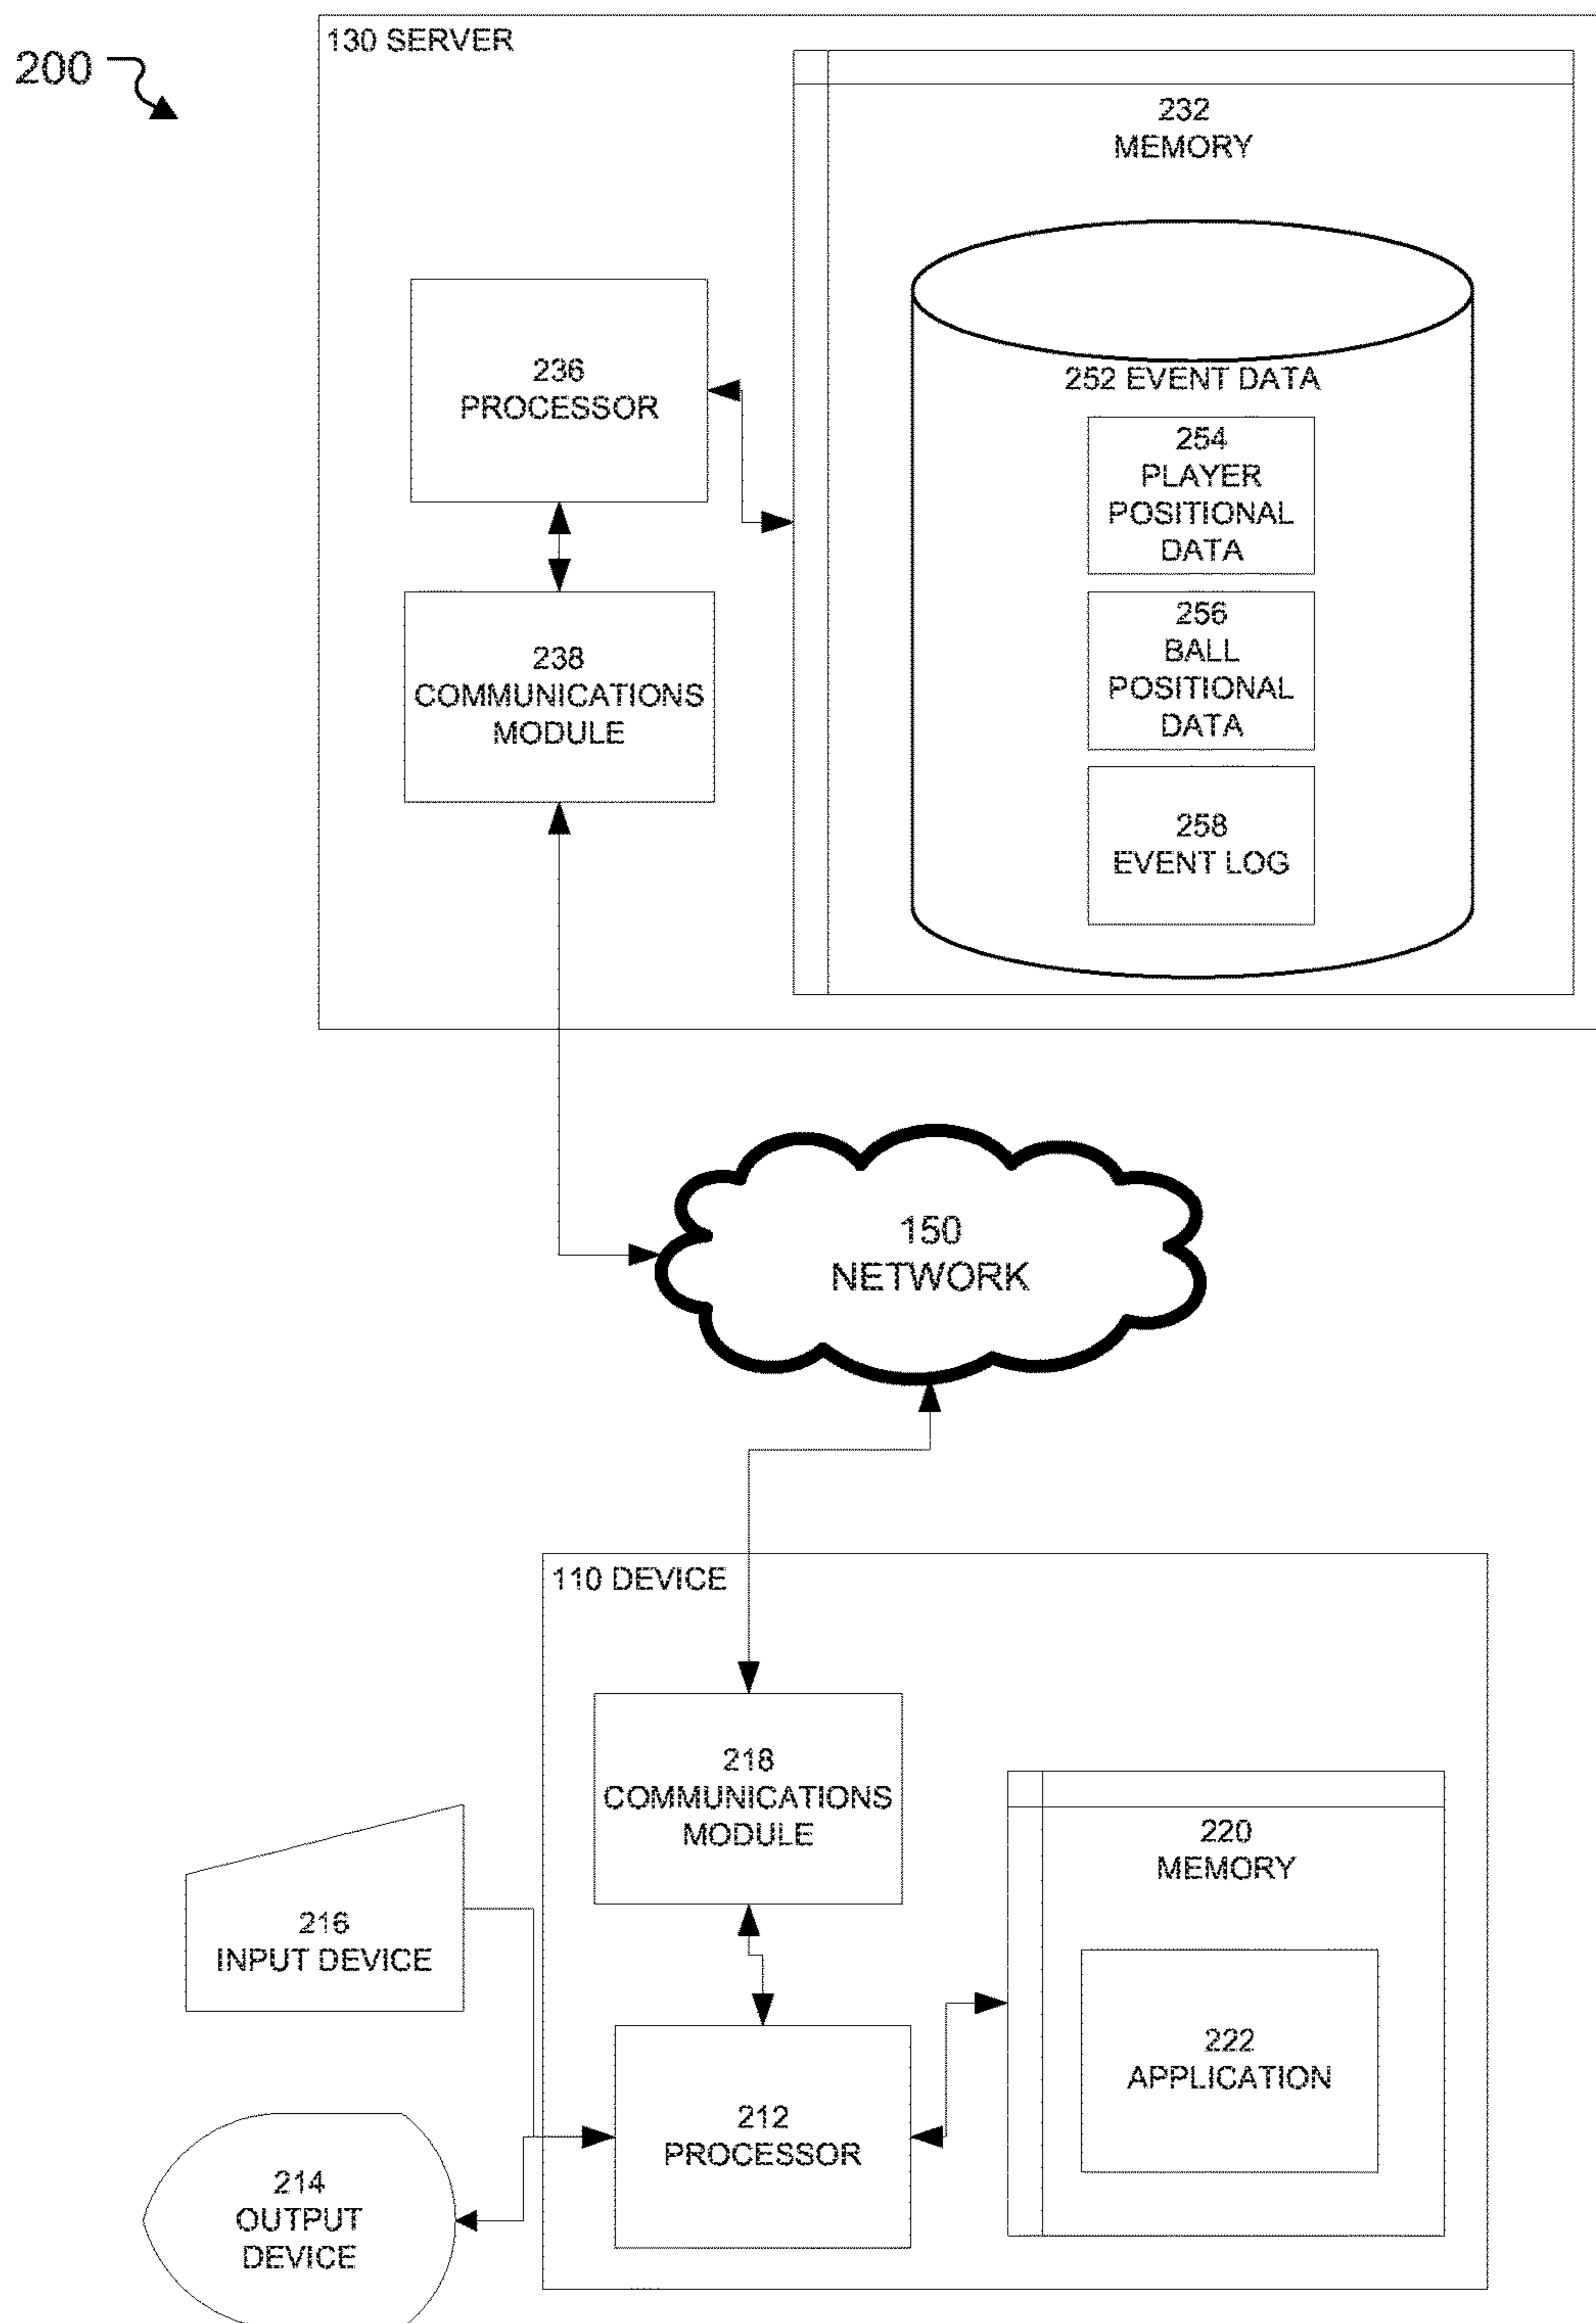 200
130 SERVER
232
MEMORY
236
PROCESSOR
252 EVENT DATA
254
PLAYER
POSITIONAL
DATA
256
BALL
POSITIONAL
DATA
238
COMMUNICATIONS
MODULE
258
EVENT LOG
150
NETWORK
110 DEVICE
218
COMMUNICATIONS
MODULE
220
MEMORY
216
INPUT DEVICE
222
APPLICATION
212
PROCESSOR
214
OUTPUT
DEVICE